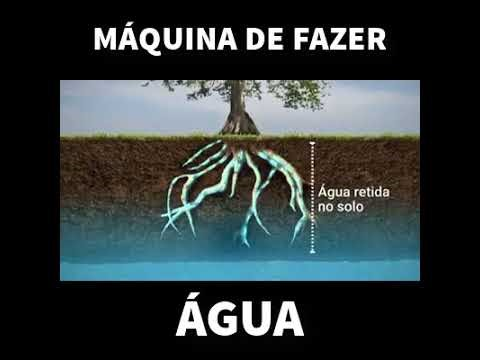 MÁQUINA DE FAZER
Água retida
no solo
ÁGUA